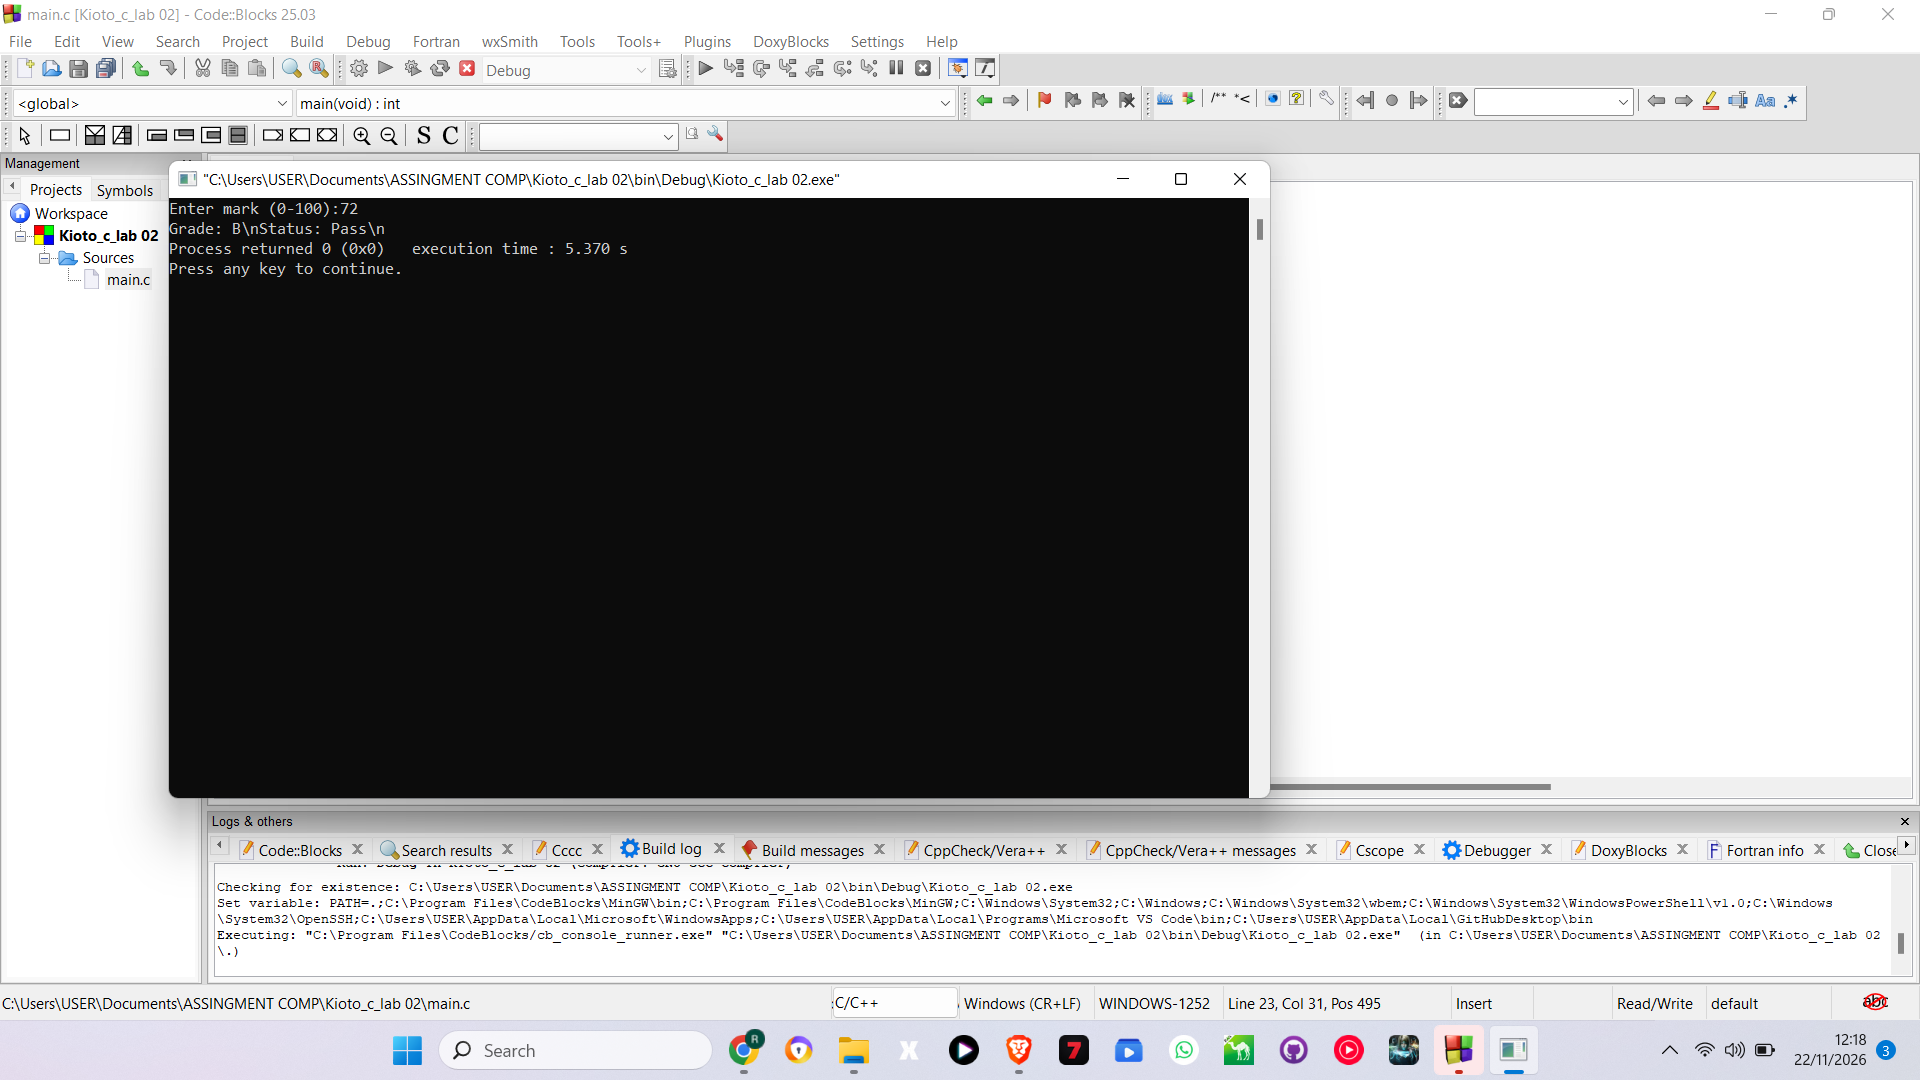 main.c [Kioto_c_lab 02] - Code::Blocks 25.03
File Edit View Search Project Build Debug Fortran wxSmith Tools Tools+ Plugins DoxyBlocks Settings Help
Debug
<global> main(void) : int
/** *< Aa .*
S C
Management
Projects Symbols
Workspace
Kioto_c_lab 02
Sources
main.c
"C:\Users\USER\Documents\ASSINGMENT COMP\Kioto_c_lab 02\bin\Debug\Kioto_c_lab 02.exe"
Enter mark (0-100):72
Grade: B\nStatus: Pass\n
Process returned 0 (0x0)   execution time : 5.370 s
Press any key to continue.
Logs & others
Code::Blocks Search results Cccc Build log Build messages CppCheck/Vera++ CppCheck/Vera++ messages Cscope Debugger DoxyBlocks Fortran info Close
Checking for existence: C:\Users\USER\Documents\ASSINGMENT COMP\Kioto_c_lab 02\bin\Debug\Kioto_c_lab 02.exe
Set variable: PATH=.;C:\Program Files\CodeBlocks\MinGW\bin;C:\Program Files\CodeBlocks\MinGW;C:\Windows\System32;C:\Windows;C:\Windows\System32\wbem;C:\Windows\System32\WindowsPowerShell\v1.0;C:\Windows
\System32\OpenSSH;C:\Users\USER\AppData\Local\Microsoft\WindowsApps;C:\Users\USER\AppData\Local\Programs\Microsoft VS Code\bin;C:\Users\USER\AppData\Local\GitHubDesktop\bin
Executing: "C:\Program Files\CodeBlocks/cb_console_runner.exe" "C:\Users\USER\Documents\ASSINGMENT COMP\Kioto_c_lab 02\bin\Debug\Kioto_c_lab 02.exe"  (in C:\Users\USER\Documents\ASSINGMENT COMP\Kioto_c_lab 02
\.)
C:\Users\USER\Documents\ASSINGMENT COMP\Kioto_c_lab 02\main.c C/C++ Windows (CR+LF) WINDOWS-1252 Line 23, Col 31, Pos 495 Insert Read/Write default abc
Search
12:18
22/11/2026
3